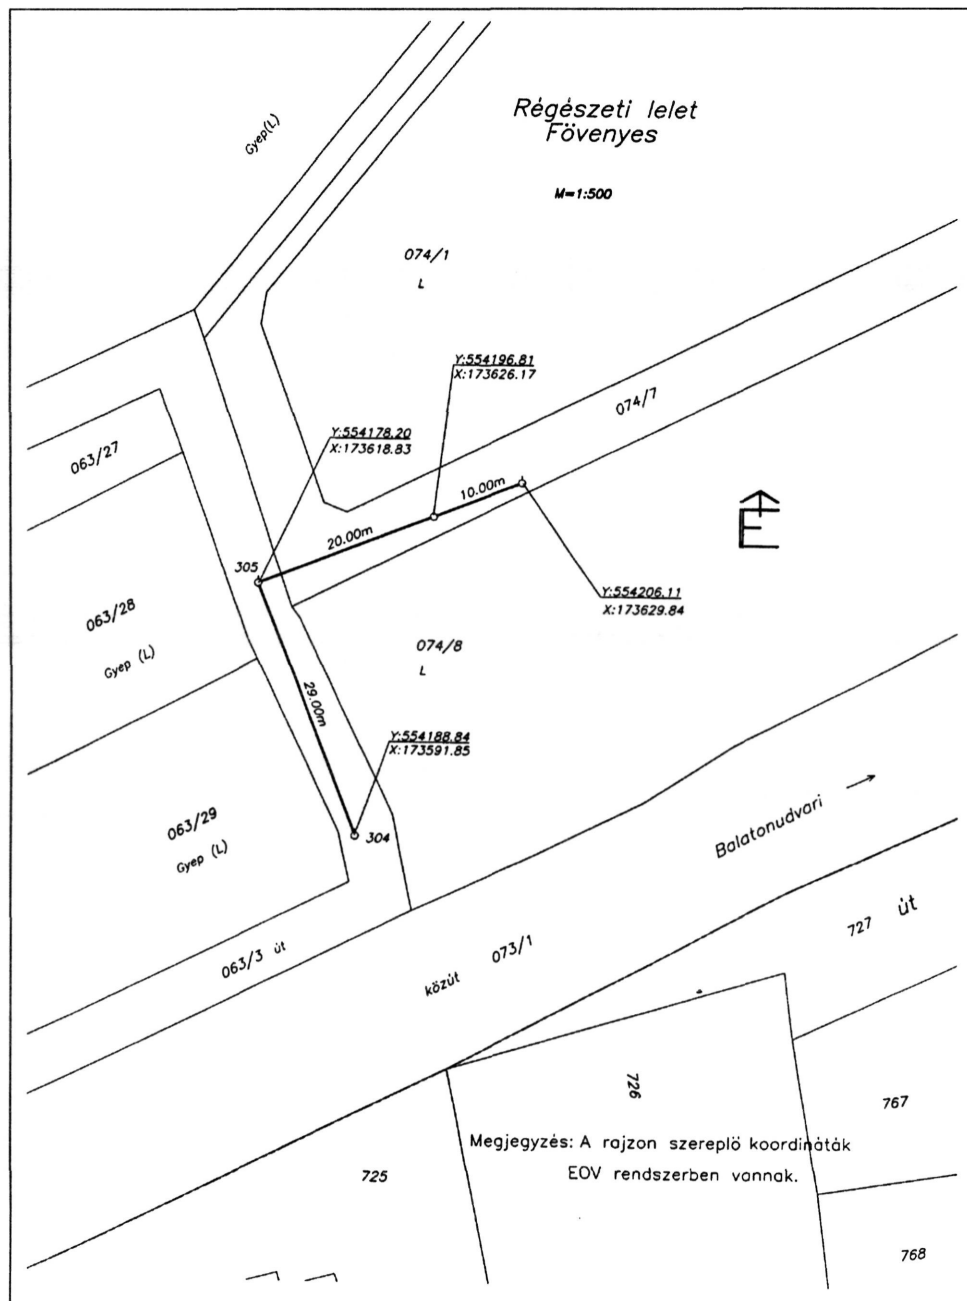 Régészeti lelet
Fövenyes
M=1:500
Gyep(L)
074/1
L
Y:554196.81
X:173626.17
074/7
Y:554178.20
X:173618.83
063/27
10.00m
20.00m
É
305
Y:554206.11
X:173629.84
063/28
Gyep (L)
074/8
L
29.00m
Y:554188.84
X:173591.85
063/29
Gyep (L)
304
Balatonudvari
727 út
063/3 út
közút 073/1
726
767
Megjegyzés: A rajzon szereplö koordináták
EOV rendszerben vannak.
725
768